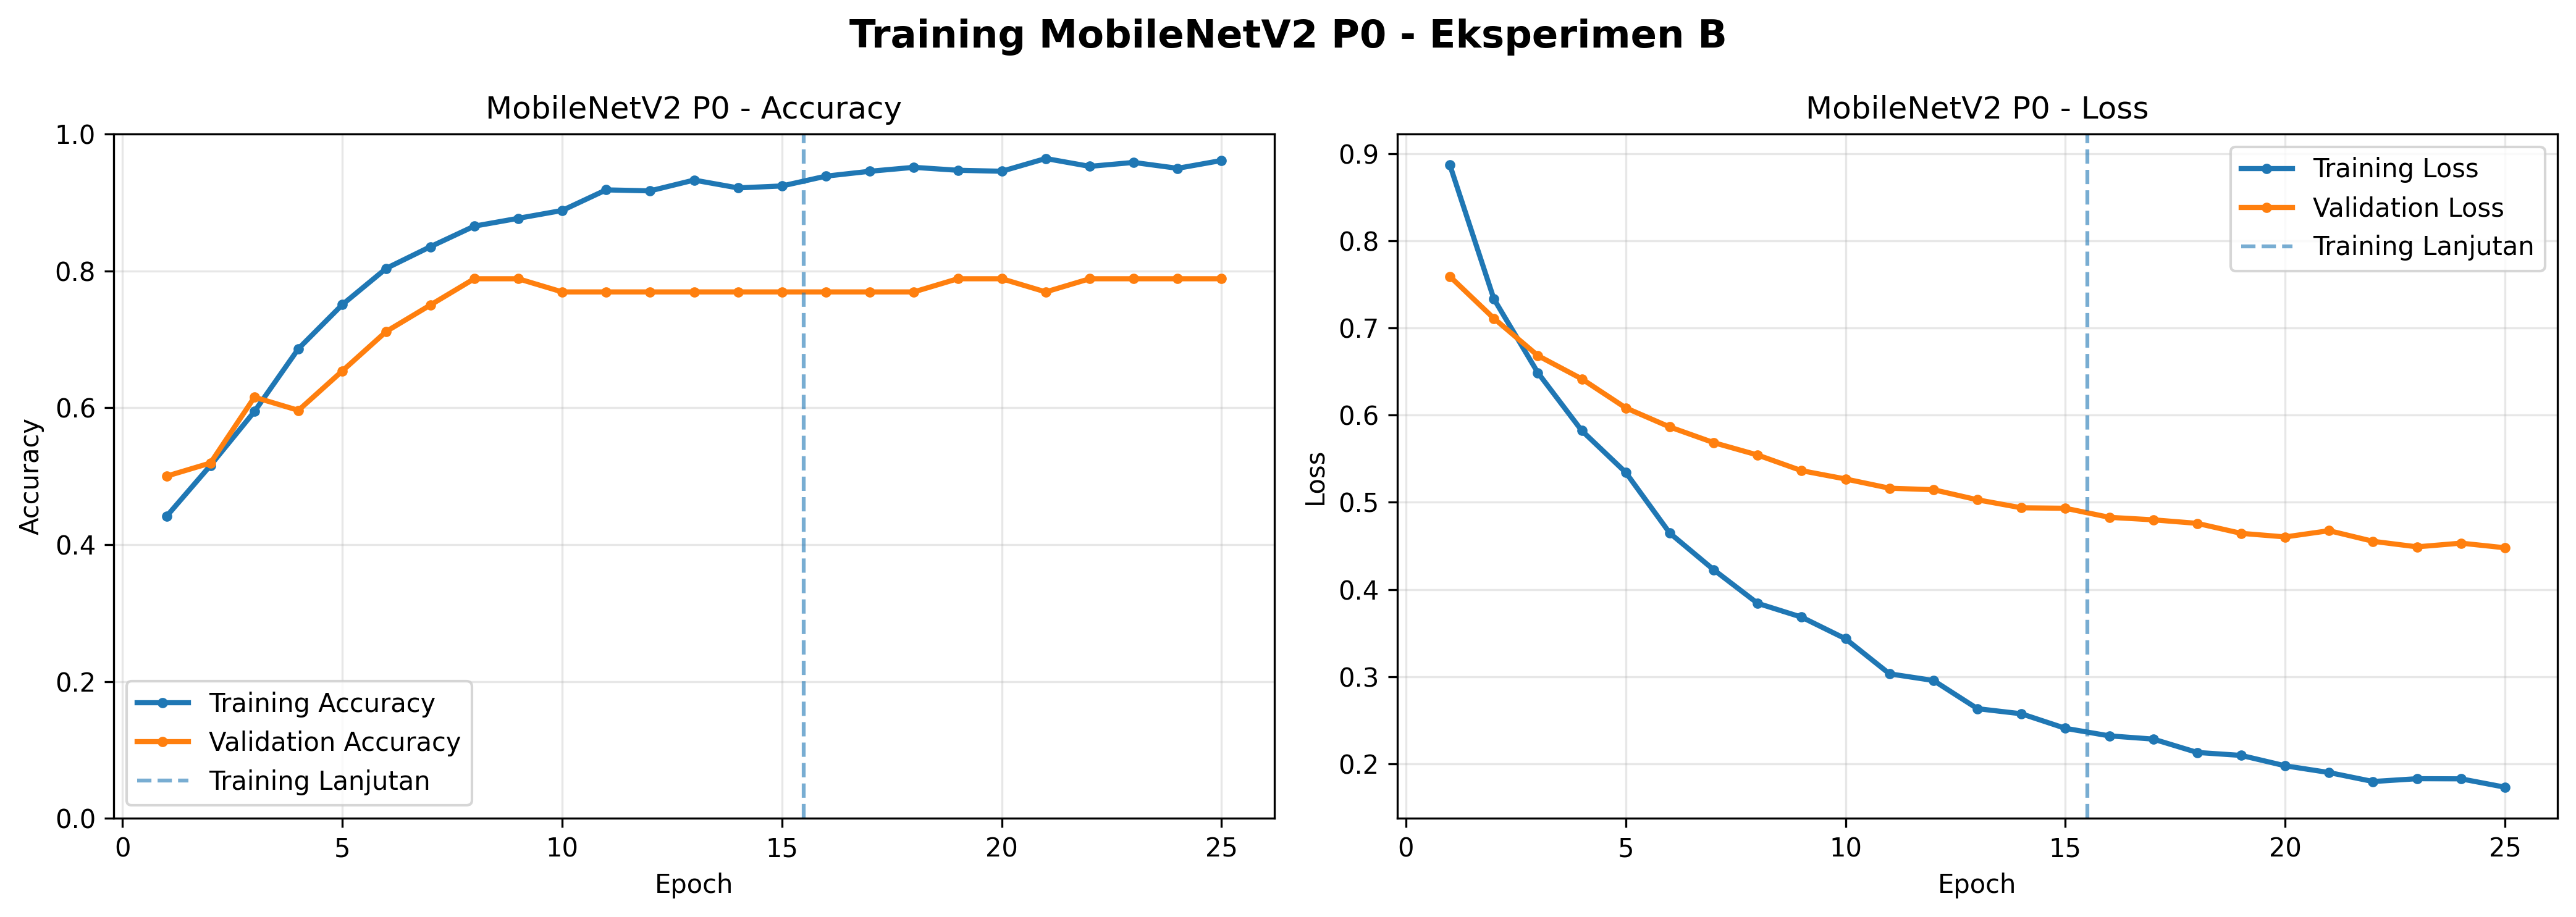 Training MobileNetV2 P0 - Eksperimen B
MobileNetV2 P0 - Accuracy
1.0
0.8
0.6
0.4
0.2
0.0
Accuracy
Training Accuracy
Validation Accuracy
Training Lanjutan
0 5 10 15 20 25
Epoch
MobileNetV2 P0 - Loss
0.9
0.8
0.7
0.6
0.5
0.4
0.3
0.2
Loss
Training Loss
Validation Loss
Training Lanjutan
0 5 10 15 20 25
Epoch